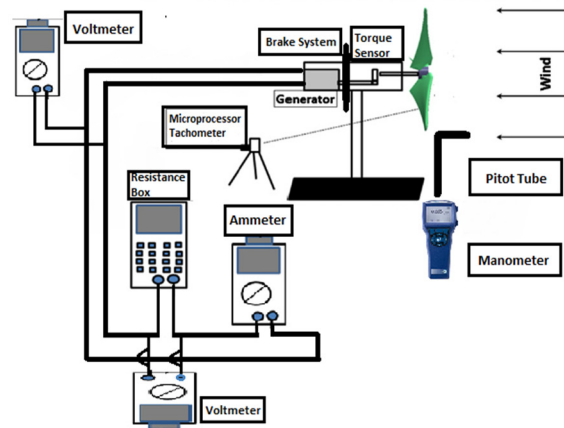 Voltmeter
Brake System
Torque
Sensor
Generator
Wind
Microprocessor
Tachometer
Pitot Tube
Resistance
Box
Ammeter
Manometer
Voltmeter